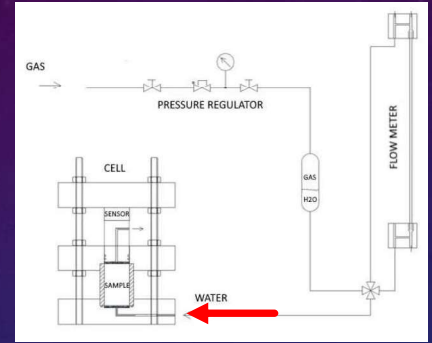 GAS
PRESSURE REGULATOR
CELL
SENSOR
SAMPLE
WATER
GAS
H2O
FLOW METER